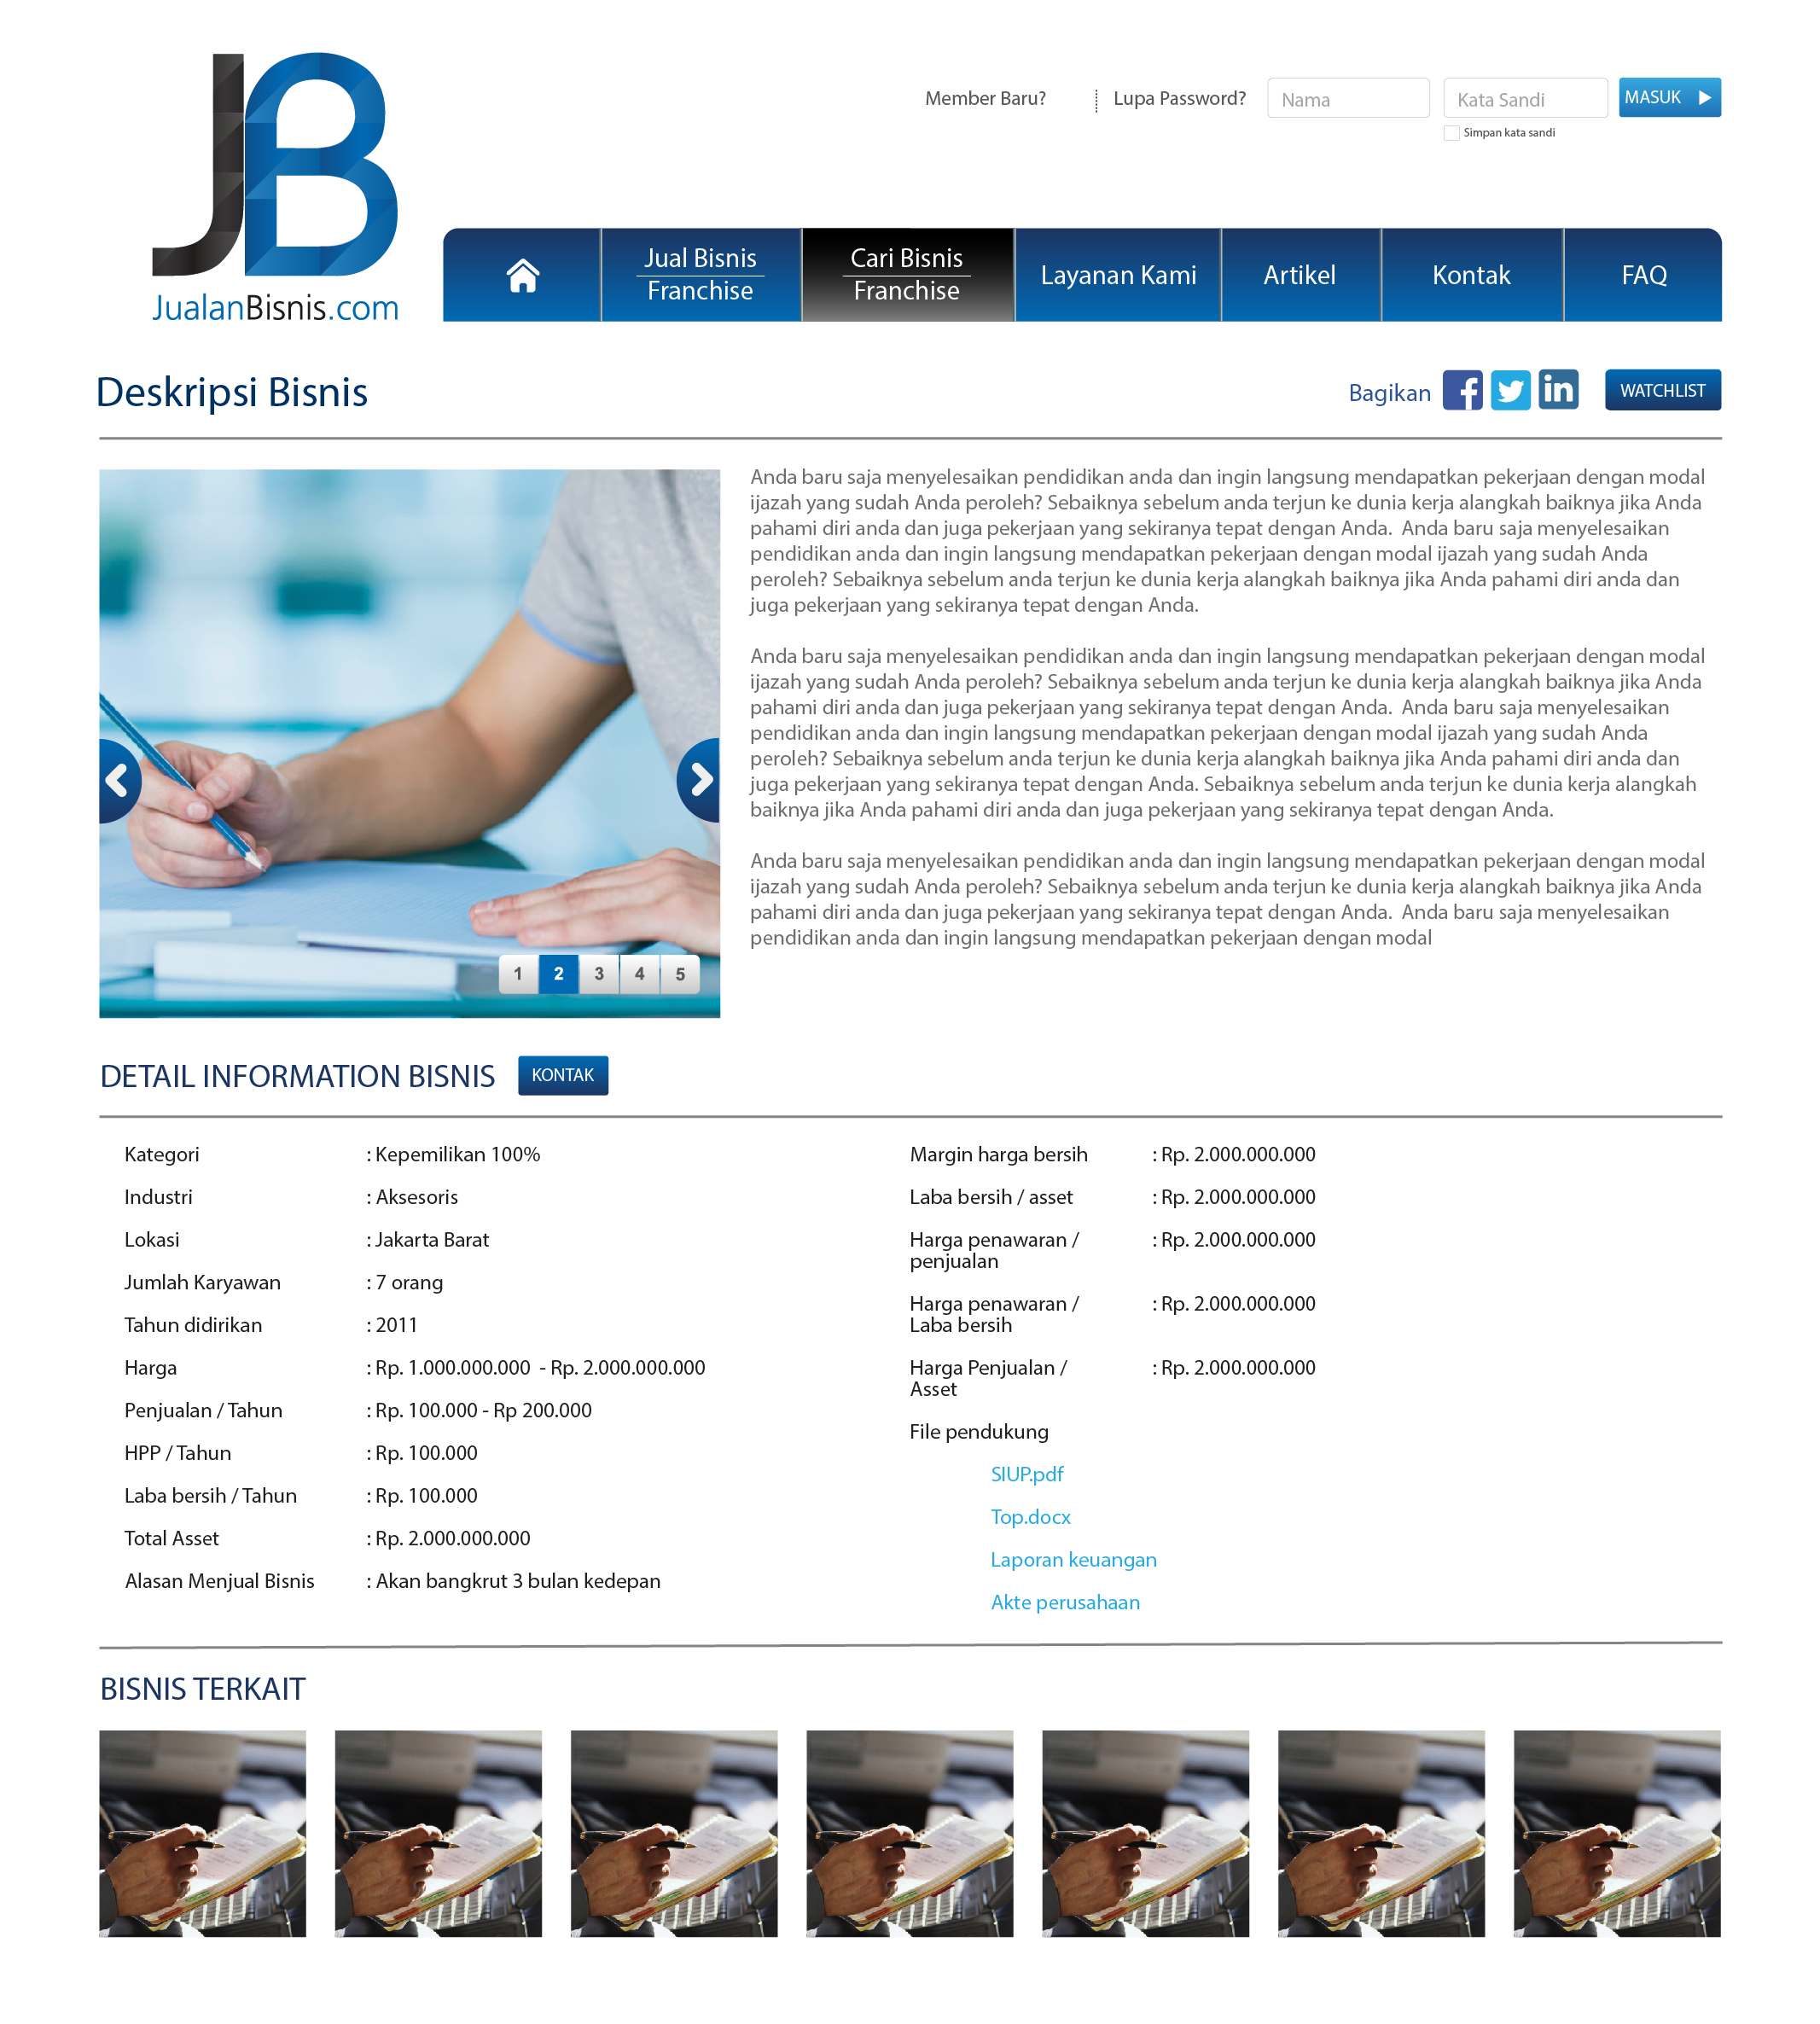 JB
JualanBisnis.com
Member Baru?
Lupa Password?
Nama
Kata Sandi
MASUK
Simpan kata sandi
Jual Bisnis
Franchise
Cari Bisnis
Franchise
Layanan Kami
Artikel
Kontak
FAQ
Deskripsi Bisnis
Bagikan
WATCHLIST
Anda baru saja menyelesaikan pendidikan anda dan ingin langsung mendapatkan pekerjaan dengan modal
ijazah yang sudah Anda peroleh? Sebaiknya sebelum anda terjun ke dunia kerja alangkah baiknya jika Anda
pahami diri anda dan juga pekerjaan yang sekiranya tepat dengan Anda.  Anda baru saja menyelesaikan
pendidikan anda dan ingin langsung mendapatkan pekerjaan dengan modal ijazah yang sudah Anda
peroleh? Sebaiknya sebelum anda terjun ke dunia kerja alangkah baiknya jika Anda pahami diri anda dan
juga pekerjaan yang sekiranya tepat dengan Anda.
Anda baru saja menyelesaikan pendidikan anda dan ingin langsung mendapatkan pekerjaan dengan modal
ijazah yang sudah Anda peroleh? Sebaiknya sebelum anda terjun ke dunia kerja alangkah baiknya jika Anda
pahami diri anda dan juga pekerjaan yang sekiranya tepat dengan Anda.  Anda baru saja menyelesaikan
pendidikan anda dan ingin langsung mendapatkan pekerjaan dengan modal ijazah yang sudah Anda
peroleh? Sebaiknya sebelum anda terjun ke dunia kerja alangkah baiknya jika Anda pahami diri anda dan
juga pekerjaan yang sekiranya tepat dengan Anda. Sebaiknya sebelum anda terjun ke dunia kerja alangkah
baiknya jika Anda pahami diri anda dan juga pekerjaan yang sekiranya tepat dengan Anda.
Anda baru saja menyelesaikan pendidikan anda dan ingin langsung mendapatkan pekerjaan dengan modal
ijazah yang sudah Anda peroleh? Sebaiknya sebelum anda terjun ke dunia kerja alangkah baiknya jika Anda
pahami diri anda dan juga pekerjaan yang sekiranya tepat dengan Anda.  Anda baru saja menyelesaikan
pendidikan anda dan ingin langsung mendapatkan pekerjaan dengan modal
1 2 3 4 5
DETAIL INFORMATION BISNIS
KONTAK
Kategori : Kepemilikan 100%
Industri : Aksesoris
Lokasi : Jakarta Barat
Jumlah Karyawan : 7 orang
Tahun didirikan : 2011
Harga : Rp. 1.000.000.000  - Rp. 2.000.000.000
Penjualan / Tahun : Rp. 100.000 - Rp 200.000
HPP / Tahun : Rp. 100.000
Laba bersih / Tahun : Rp. 100.000
Total Asset : Rp. 2.000.000.000
Alasan Menjual Bisnis : Akan bangkrut 3 bulan kedepan
Margin harga bersih : Rp. 2.000.000.000
Laba bersih / asset : Rp. 2.000.000.000
Harga penawaran / : Rp. 2.000.000.000
penjualan
Harga penawaran / : Rp. 2.000.000.000
Laba bersih
Harga Penjualan / : Rp. 2.000.000.000
Asset
File pendukung
SIUP.pdf
Top.docx
Laporan keuangan
Akte perusahaan
BISNIS TERKAIT